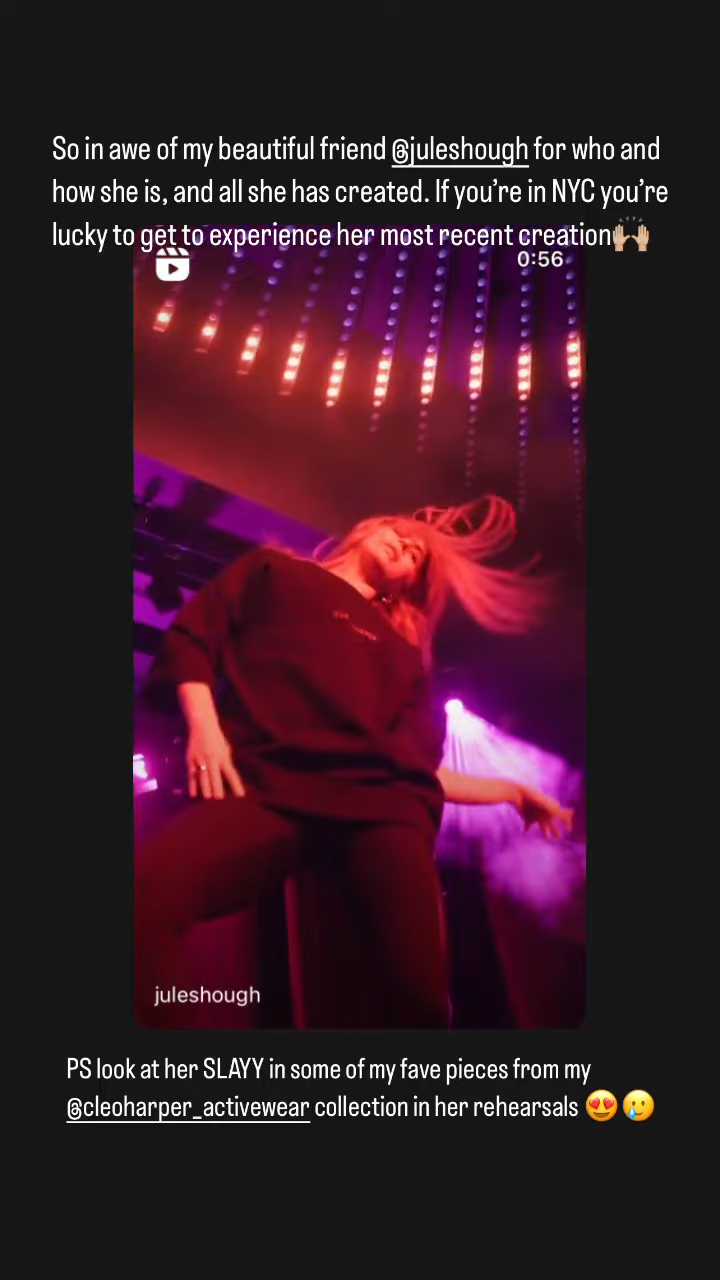 So in awe of my beautiful friend @juleshough for who and
how she is, and all she has created. If you’re in NYC you’re
lucky to get to experience her most recent creation🙌🏼
0:56
juleshough
PS look at her SLAYY in some of my fave pieces from my
@cleoharper_activewear collection in her rehearsals 😍🥲